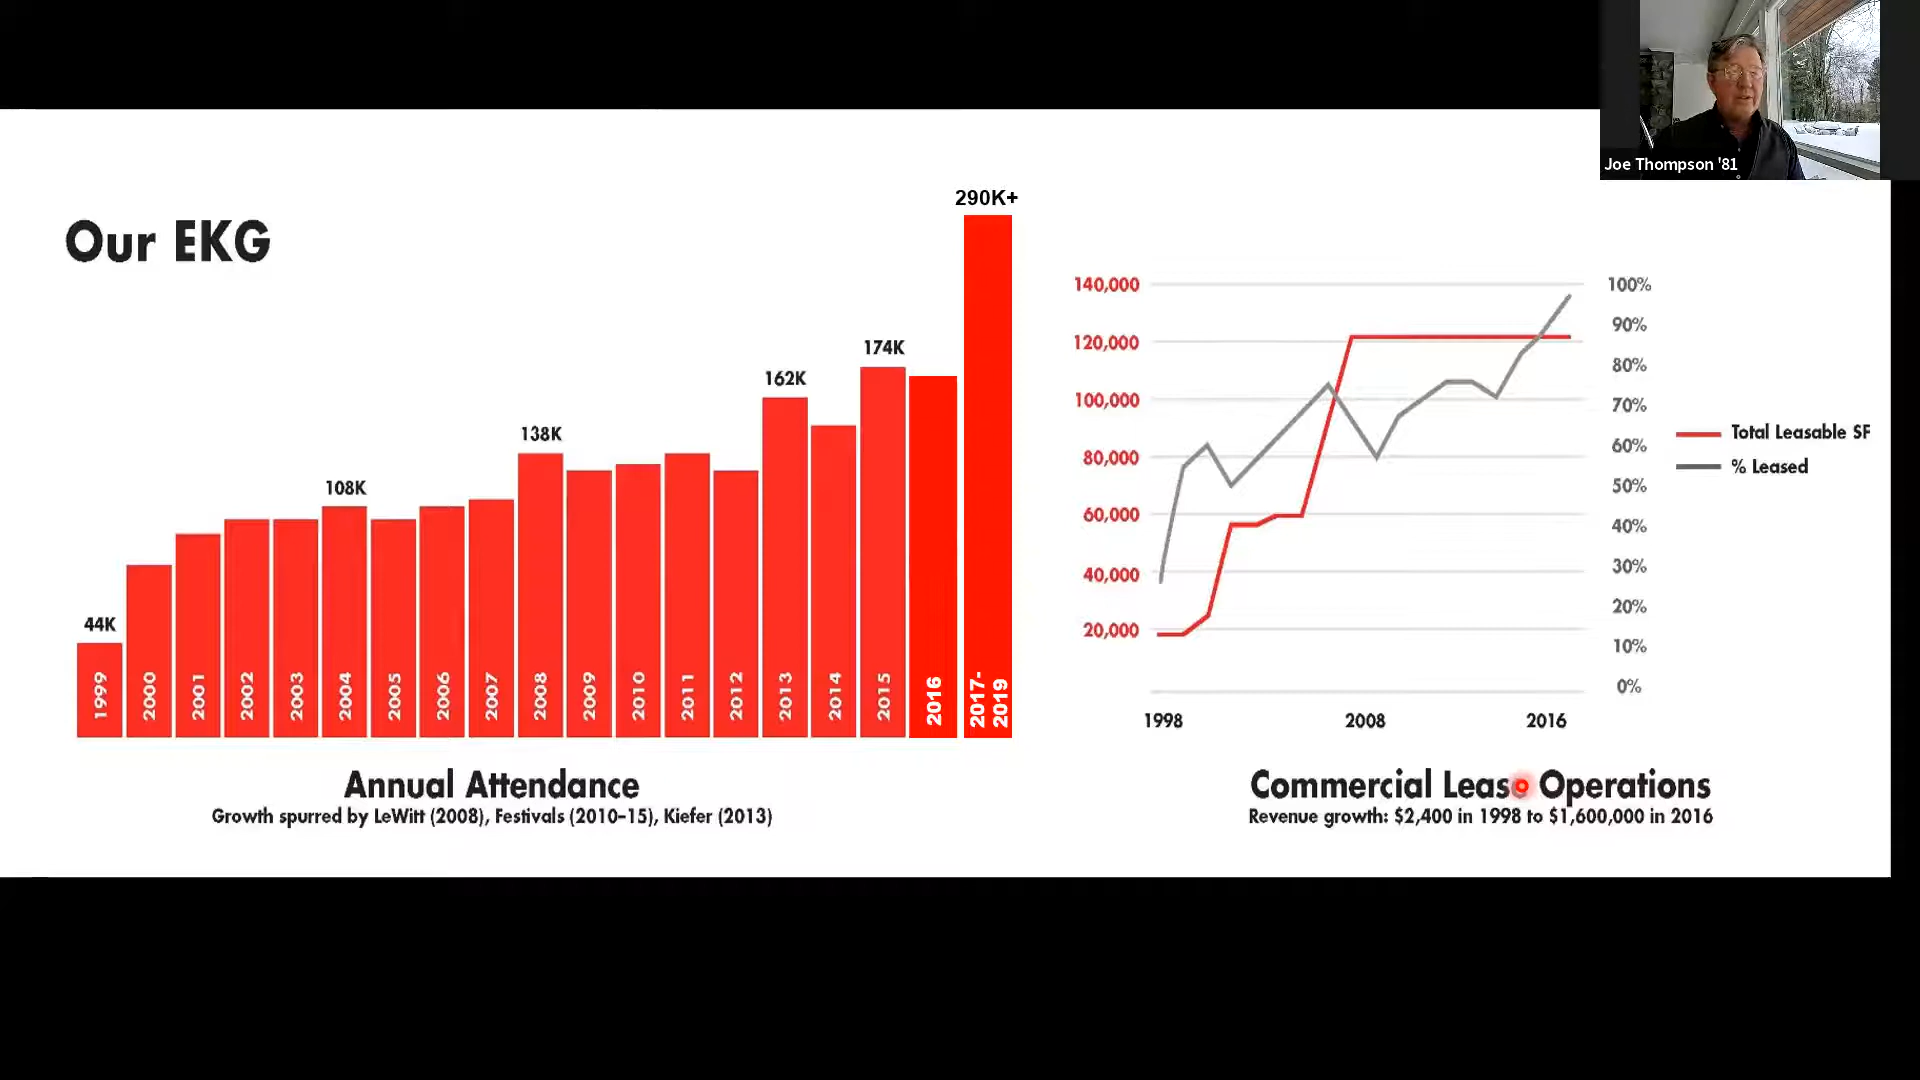 Joe Thompson '81
Our EKG
290K+
174K
162K
138K
108K
44K
1999
2000
2001
2002
2003
2004
2005
2006
2007
2008
2009
2010
2011
2012
2013
2014
2015
2016
2017-
2019
Annual Attendance
Growth spurred by LeWitt (2008), Festivals (2010–15), Kiefer (2013)
140,000
120,000
100,000
80,000
60,000
40,000
20,000
100%
90%
80%
70%
60%
50%
40%
30%
20%
10%
0%
Total Leasable SF
% Leased
1998
2008
2016
Commercial Lease Operations
Revenue growth: $2,400 in 1998 to $1,600,000 in 2016